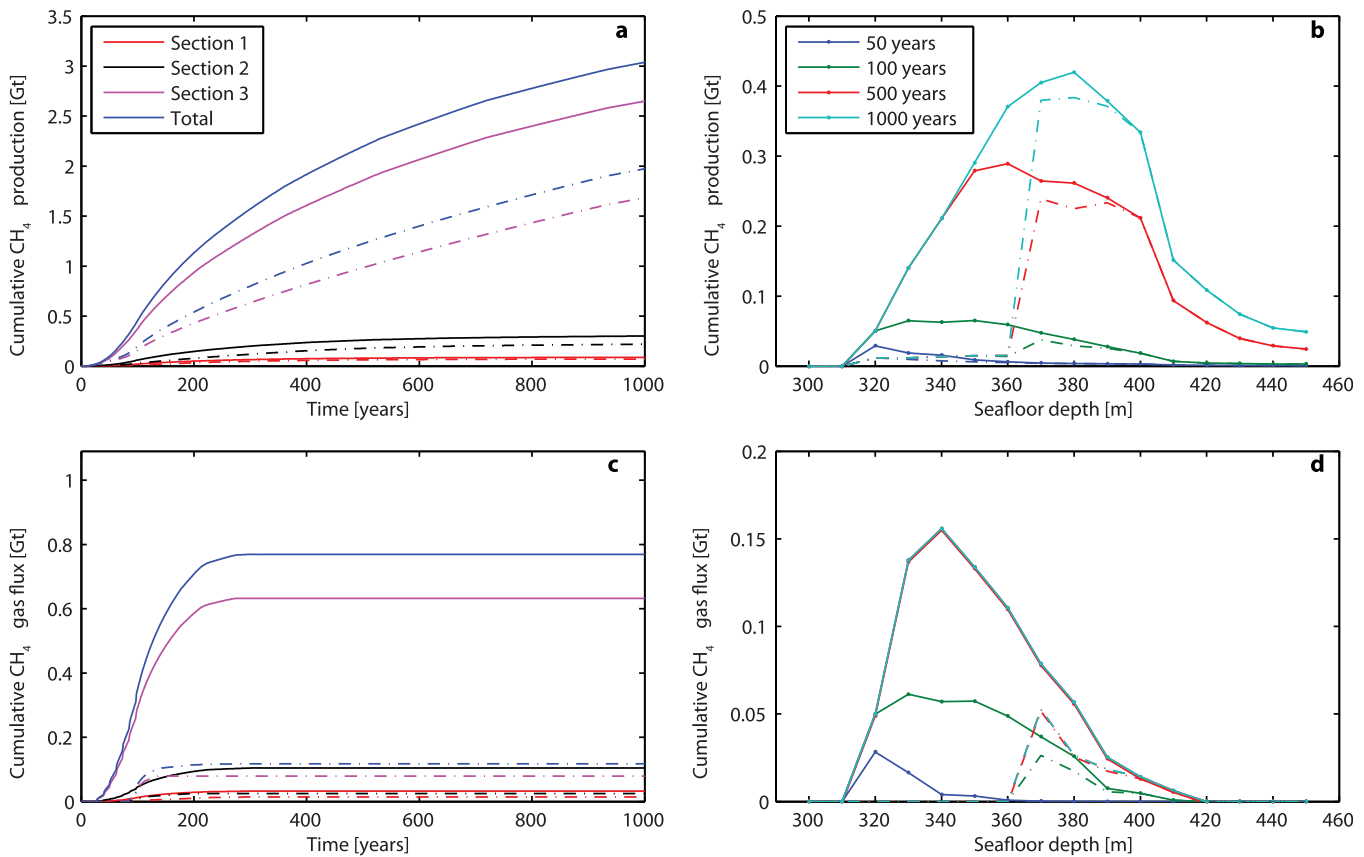 a
Section 1
Section 2
Section 3
Total
Cumulative CH4 production [Gt]
3.5
3
2.5
2
1.5
1
0.5
0
0 200 400 600 800 1000
Time [years]
b
50 years
100 years
500 years
1000 years
Cumulative CH4 production [Gt]
0.5
0.4
0.3
0.2
0.1
0
300 320 340 360 380 400 420 440 460
Seafloor depth [m]
c
Cumulative CH4 gas flux [Gt]
1
0.8
0.6
0.4
0.2
0
0 200 400 600 800 1000
Time [years]
d
Cumulative CH4 gas flux [Gt]
0.2
0.15
0.1
0.05
0
300 320 340 360 380 400 420 440 460
Seafloor depth [m]